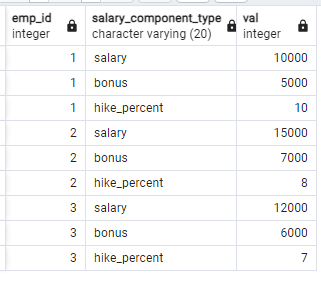 emp_id salary_component_type val
integer character varying (20) integer
1 salary 10000
1 bonus 5000
1 hike_percent 10
2 salary 15000
2 bonus 7000
2 hike_percent 8
3 salary 12000
3 bonus 6000
3 hike_percent 7